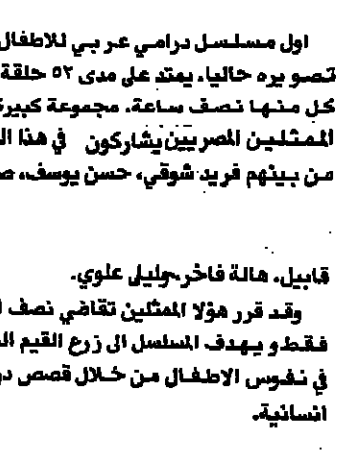 اول مسلسل درامي عربي للاطفال
تصويره حاليا، يمتد على مدى ٥٢ حلقة
كل منها نصف ساعة. مجموعة كبيرة
الممثلين المصريين يشاركون في هذا
من بينهم فريد شوقي، حسن يوسف،
قابيل، هالة فاخر وليلى علوي.
وقد قرر هؤلا الممثلين تقاضي نصف
فقط و يهدف المسلسل الى زرع القيم
في نفوس الاطفال من خلال قصص
انسانية.